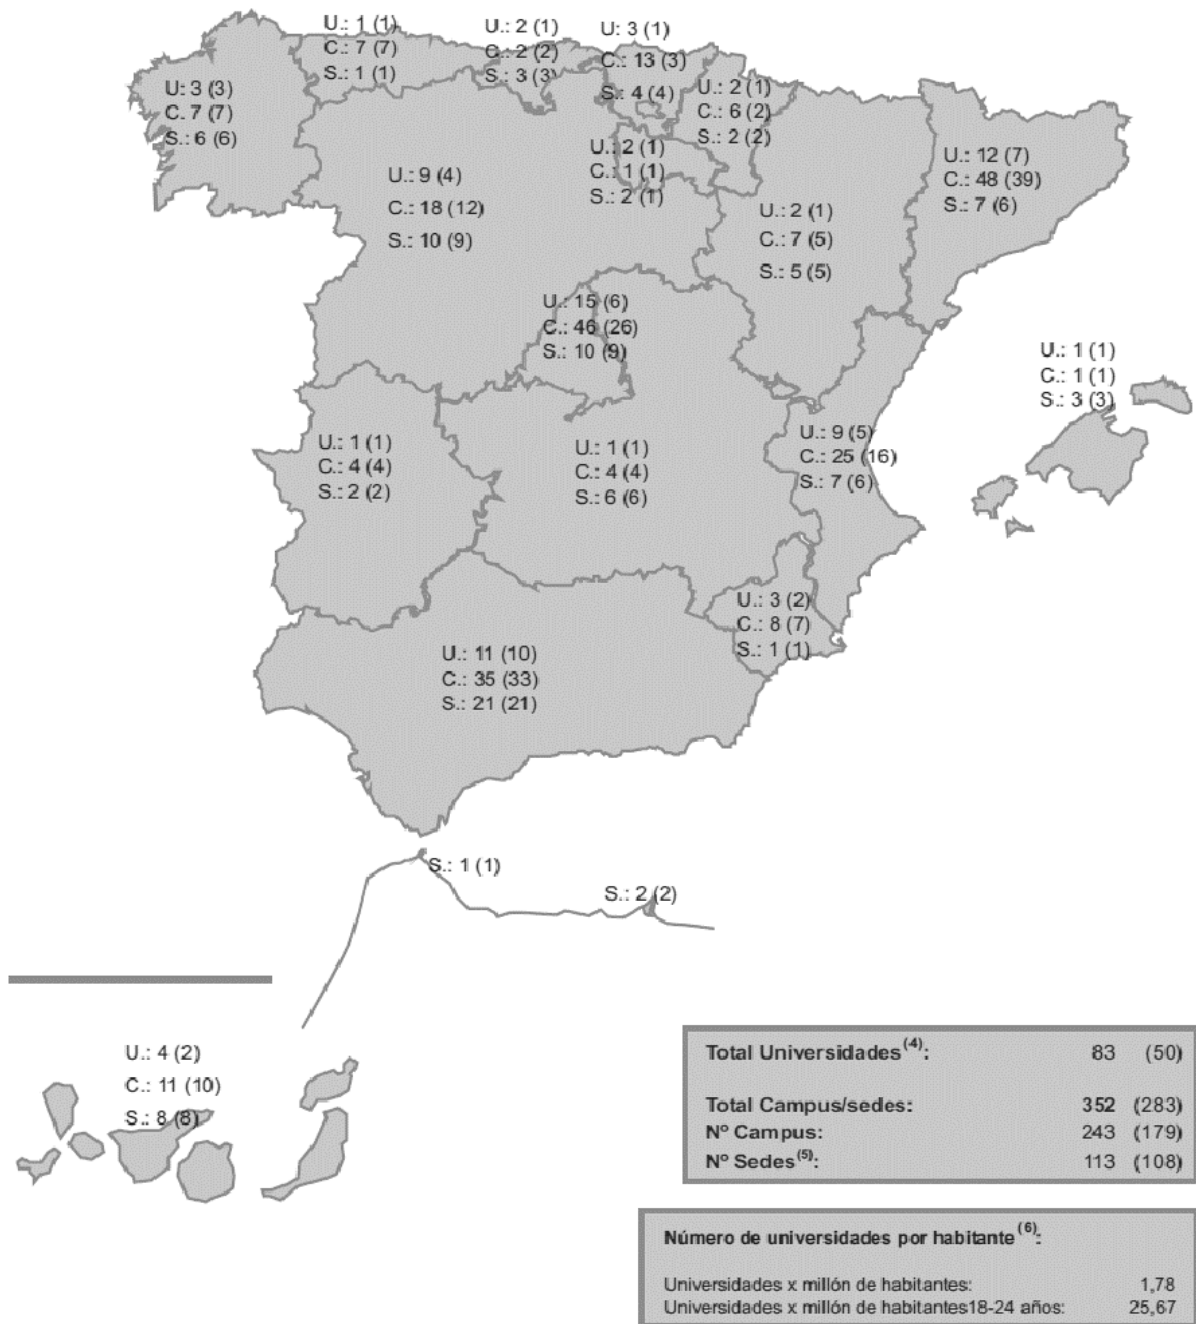 U.: 1 (1)
C.: 7 (7)
S.: 1 (1)
U.: 2 (1)
C.: 2 (2)
S.: 3 (3)
U: 3 (1)
C.: 13 (3)
S.: 4 (4)
U: 3 (3)
C. 7 (7)
S.: 6 (6)
U.: 2 (1)
C.: 6 (2)
S.: 2 (2)
U.: 2 (1)
C.: 1 (1)
S.: 2 (1)
U.: 12 (7)
C.: 48 (39)
S.: 7 (6)
U.: 9 (4)
C.: 18 (12)
S.: 10 (9)
U.: 2 (1)
C.: 7 (5)
S.: 5 (5)
U.: 15 (6)
C.: 46 (26)
S.: 10 (9)
U.: 1 (1)
C.: 1 (1)
S.: 3 (3)
U.: 1 (1)
C.: 4 (4)
S.: 2 (2)
U.: 1 (1)
C.: 4 (4)
S.: 6 (6)
U.: 9 (5)
C.: 25 (16)
S.: 7 (6)
U.: 3 (2)
C.: 8 (7)
S.: 1 (1)
U.: 11 (10)
C.: 35 (33)
S.: 21 (21)
S.: 1 (1)
S.: 2 (2)
U.: 4 (2)
C.: 11 (10)
S.: 8 (8)
Total Universidades(4): 83 (50)
Total Campus/sedes: 352 (283)
Nº Campus: 243 (179)
Nº Sedes(5): 113 (108)
Número de universidades por habitante(6):
Universidades x millón de habitantes: 1,78
Universidades x millón de habitantes18-24 años: 25,67